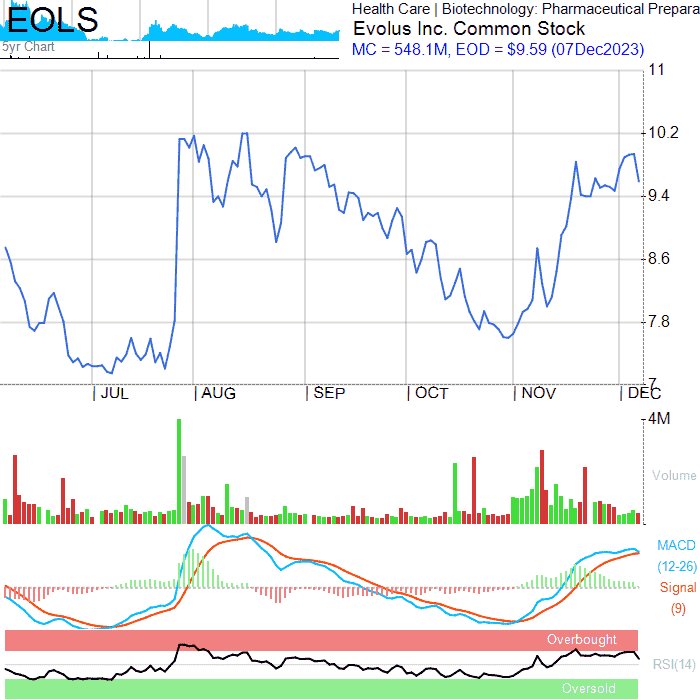 EOLS
5yr Chart
Health Care | Biotechnology: Pharmaceutical Prepara
Evolus Inc. Common Stock
MC = 548.1M, EOD = $9.59 (07Dec2023)
11
10.2
9.4
8.6
7.8
7
JUL AUG SEP OCT NOV DEC
4M
Volume
MACD
(12-26)
Signal
(9)
Overbought
RSI(14)
Oversold